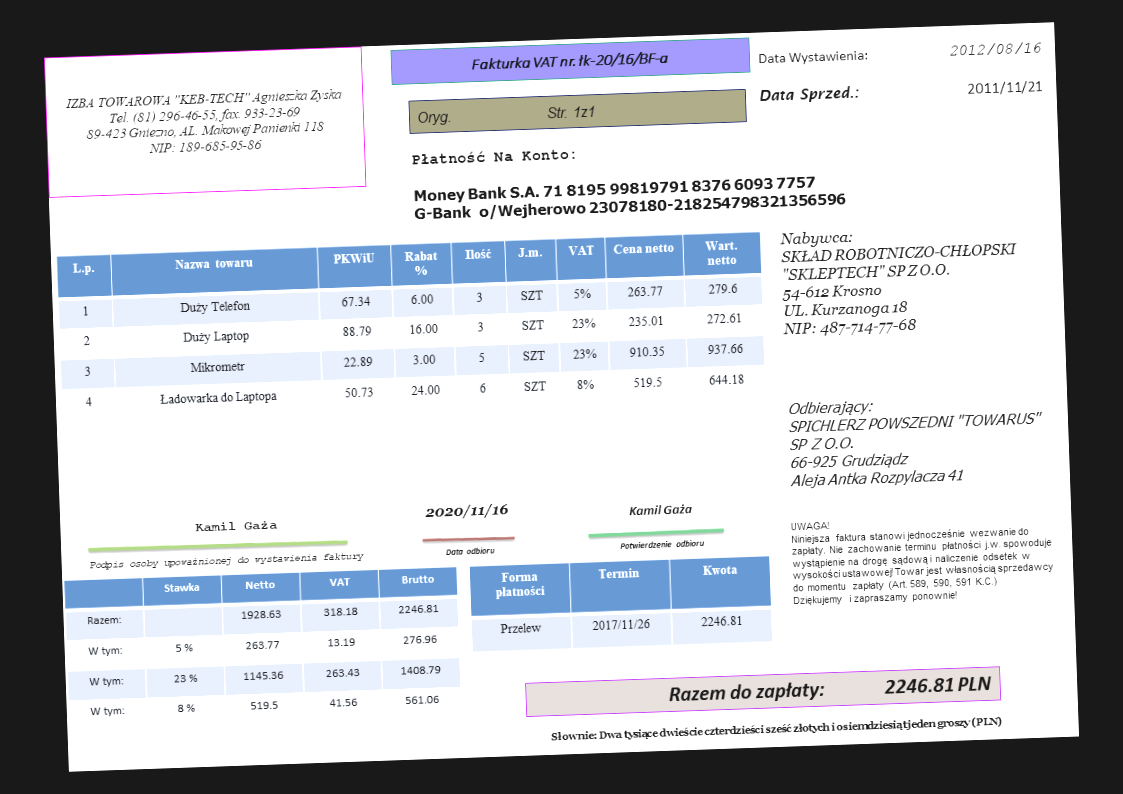 IZBA TOWAROWA "KEB-TECH" Agnieszka Zyska
Tel. (81) 296-46-55, fax. 933-23-69
89-423 Gniezno, AL. Makowej Panienki 118
NIP: 189-685-95-86
Fakturka VAT nr. łk-20/16/BF-a
Oryg. Str. 1z1
Data Wystawienia: 2012/08/16
Data Sprzed.: 2011/11/21
Płatność Na Konto:
Money Bank S.A. 71 8195 99819791 8376 6093 7757
G-Bank o/Wejherowo 23078180-218254798321356596
L.p. Nazwa towaru PKWiU Rabat % Ilość J.m. VAT Cena netto Wart. netto
1 Duży Telefon 67.34 6.00 3 SZT 5% 263.77 279.6
2 Duży Laptop 88.79 16.00 3 SZT 23% 235.01 272.61
3 Mikrometr 22.89 3.00 5 SZT 23% 910.35 937.66
4 Ładowarka do Laptopa 50.73 24.00 6 SZT 8% 519.5 644.18
Nabywca:
SKŁAD ROBOTNICZO-CHŁOPSKI
"SKLEPTECH" SP Z O.O.
54-612 Krosno
UL. Kurzanoga 18
NIP: 487-714-77-68
Odbierający:
SPICHLERZ POWSZEDNI "TOWARUS"
SP Z O.O.
66-925 Grudziądz
Aleja Antka Rozpylacza 41
Kamil Gaża
Podpis osoby upoważnionej do wystawienia faktury
2020/11/16
Data odbioru
Kamil Gaża
Potwierdzenie odbioru
UWAGA!
Niniejsza faktura stanowi jednocześnie wezwanie do
zapłaty. Nie zachowanie terminu płatności j.w. spowoduje
wystąpienie na drogę sądową i naliczenie odsetek w
wysokości ustawowej! Towar jest własnością sprzedawcy
do momentu zapłaty (Art. 589, 590, 591 K.C.)
Dziękujemy i zapraszamy ponownie!
Stawka Netto VAT Brutto
Razem: 1928.63 318.18 2246.81
W tym: 5 % 263.77 13.19 276.96
W tym: 23 % 1145.36 263.43 1408.79
W tym: 8 % 519.5 41.56 561.06
Forma płatności Termin Kwota
Przelew 2017/11/26 2246.81
Razem do zapłaty: 2246.81 PLN
Słownie: Dwa tysiące dwieście czterdzieści sześć złotych i osiemdziesiąt jeden groszy (PLN)